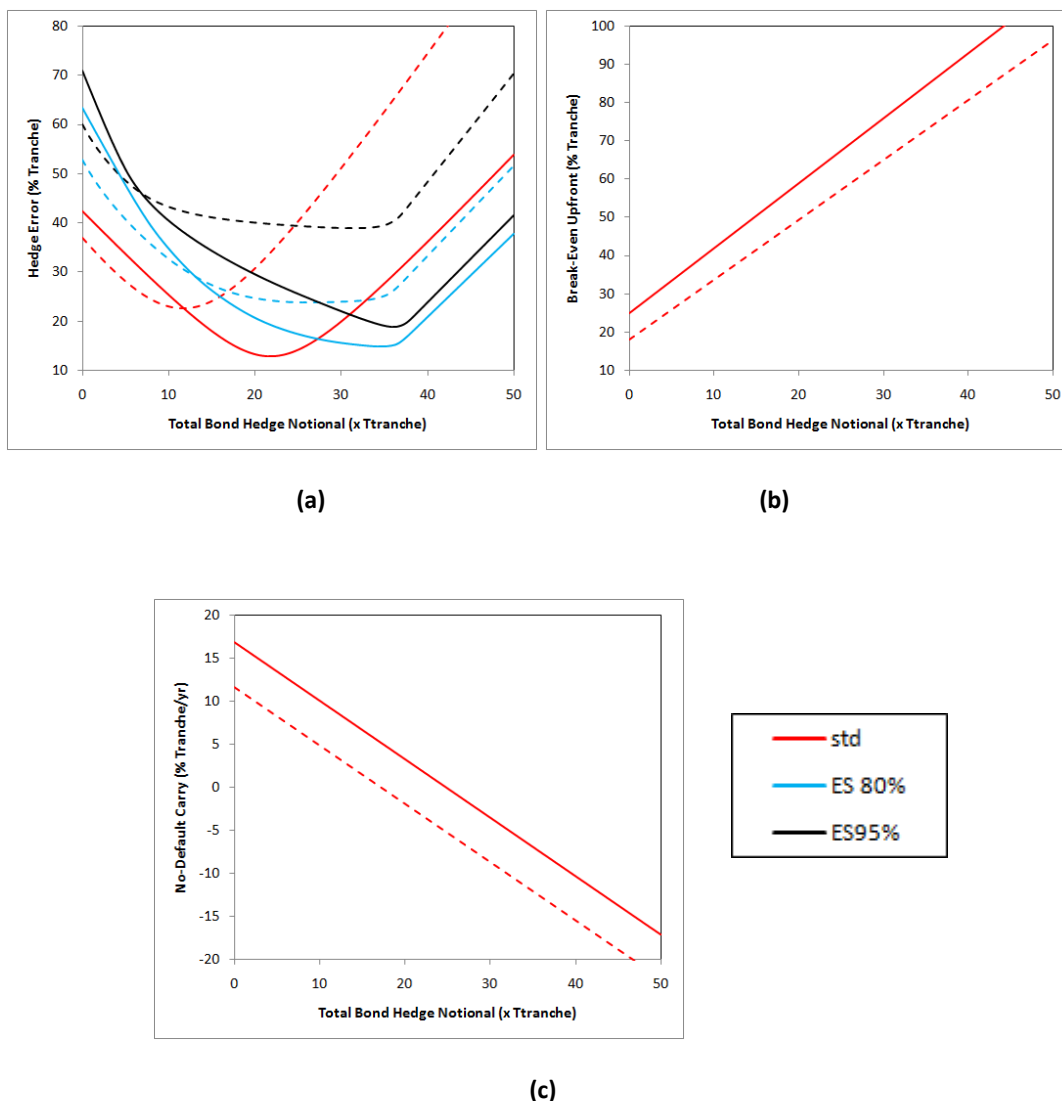 Hedge Error (% Tranche)
80
70
60
50
40
30
20
10
0 10 20 30 40 50
Total Bond Hedge Notional (x Ttranche)
(a)
Break-Even Upfront (% Tranche)
100
90
80
70
60
50
40
30
20
10
0 10 20 30 40 50
Total Bond Hedge Notional (x Ttranche)
(b)
No-Default Carry (% Tranche/yr)
20
15
10
5
0
-5
-10
-15
-20
0 10 20 30 40 50
Total Bond Hedge Notional (x Ttranche)
(c)
std
ES 80%
ES95%